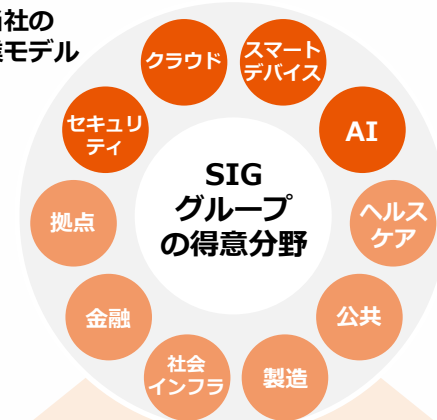 当社の
業モデル
クラウド
スマート
デバイス
セキュリ
ティ
AI
SIG
グループ
の得意分野
拠点
ヘルス
ケア
金融
公共
社会
インフラ
製造